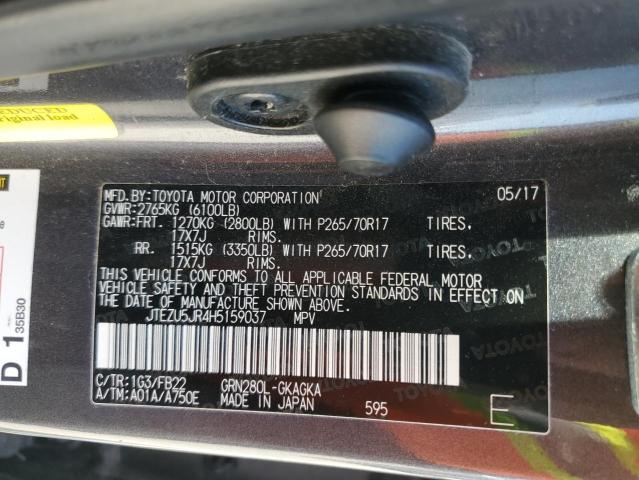 EDUCED
original load
D 1 35B30
MFD.BY:TOYOTA MOTOR CORPORATION 05/17
GVWR:2765KG (6100LB)
GAWR:FRT. 1270KG (2800LB) WITH P265/70R17 TIRES.
17X7J RIMS.
RR. 1515KG (3350LB) WITH P265/70R17 TIRES.
17X7J RIMS.
THIS VEHICLE CONFORMS TO ALL APPLICABLE FEDERAL MOTOR
VEHICLE SAFETY AND THEFT PREVENTION STANDARDS IN EFFECT ON
THE DATE OF MANUFACTURE SHOWN ABOVE.
JTEZU5JR4H5159037 MPV
C/TR:1G3/FB22 GRN280L-GKAGKA
A/TM:A01A/A750E MADE IN JAPAN 595 E